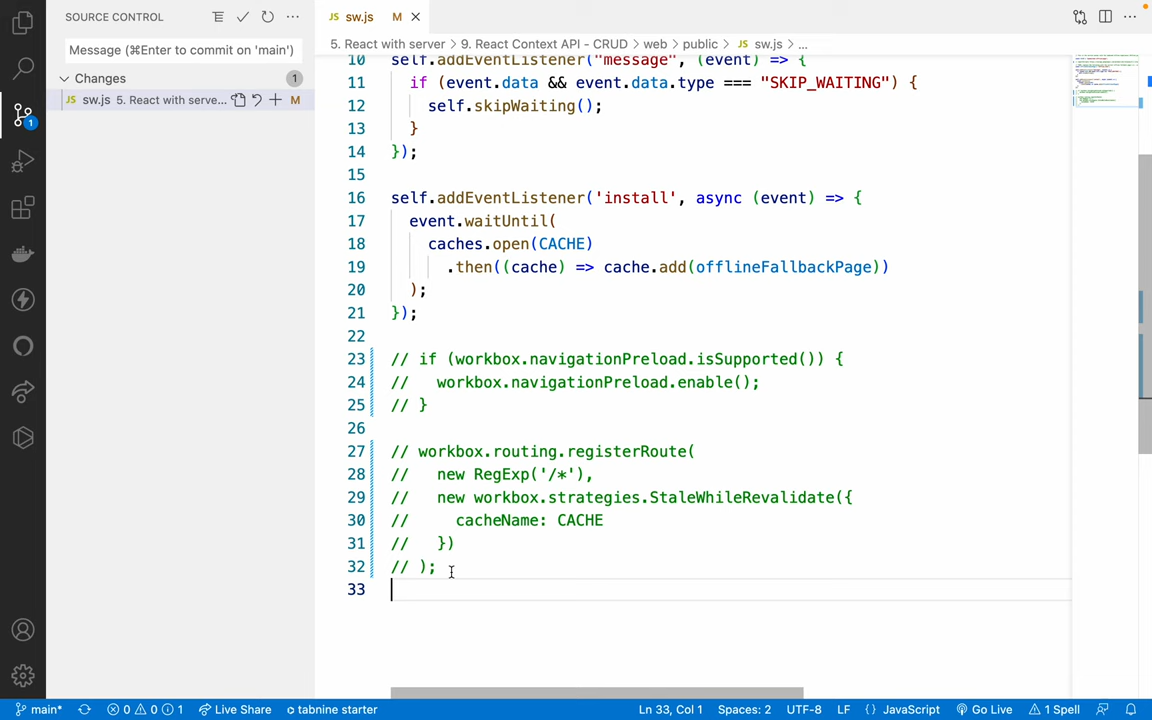 SOURCE CONTROL
Message (⌘Enter to commit on 'main')
Changes
1
JS sw.js 5. React with serve... M
1
JS sw.js M
5. React with server > 9. React Context API - CRUD > web > public > JS sw.js > ...
10 self.addEventListener("message", (event) => {
11 if (event.data && event.data.type === "SKIP_WAITING") {
12 self.skipWaiting();
13 }
14 });
15
16 self.addEventListener('install', async (event) => {
17 event.waitUntil(
18 caches.open(CACHE)
19 .then((cache) => cache.add(offlineFallbackPage))
20 );
21 });
22
23 // if (workbox.navigationPreload.isSupported()) {
24 // workbox.navigationPreload.enable();
25 // }
26
27 // workbox.routing.registerRoute(
28 // new RegExp('/*'),
29 // new workbox.strategies.StaleWhileRevalidate({
30 // cacheName: CACHE
31 // })
32 // );
33
main* 0 0 1 Live Share tabnine starter Ln 33, Col 1 Spaces: 2 UTF-8 LF {} JavaScript Go Live 1 Spell